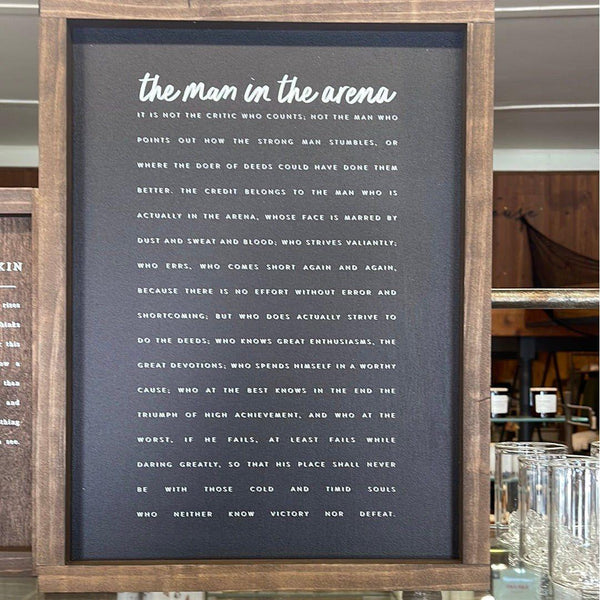 the man in the arena
IT IS NOT THE CRITIC WHO COUNTS; NOT THE MAN WHO
POINTS OUT HOW THE STRONG MAN STUMBLES, OR
WHERE THE DOER OF DEEDS COULD HAVE DONE THEM
BETTER. THE CREDIT BELONGS TO THE MAN WHO IS
ACTUALLY IN THE ARENA, WHOSE FACE IS MARRED BY
DUST AND SWEAT AND BLOOD; WHO STRIVES VALIANTLY;
WHO ERRS, WHO COMES SHORT AGAIN AND AGAIN,
BECAUSE THERE IS NO EFFORT WITHOUT ERROR AND
SHORTCOMING; BUT WHO DOES ACTUALLY STRIVE TO
DO THE DEEDS; WHO KNOWS GREAT ENTHUSIASMS, THE
GREAT DEVOTIONS; WHO SPENDS HIMSELF IN A WORTHY
CAUSE; WHO AT THE BEST KNOWS IN THE END THE
TRIUMPH OF HIGH ACHIEVEMENT, AND WHO AT THE
WORST, IF HE FAILS, AT LEAST FAILS WHILE
DARING GREATLY, SO THAT HIS PLACE SHALL NEVER
BE WITH THOSE COLD AND TIMID SOULS
WHO NEITHER KNOW VICTORY NOR DEFEAT.
KIN
rises
this
a
than
and
thing
see.